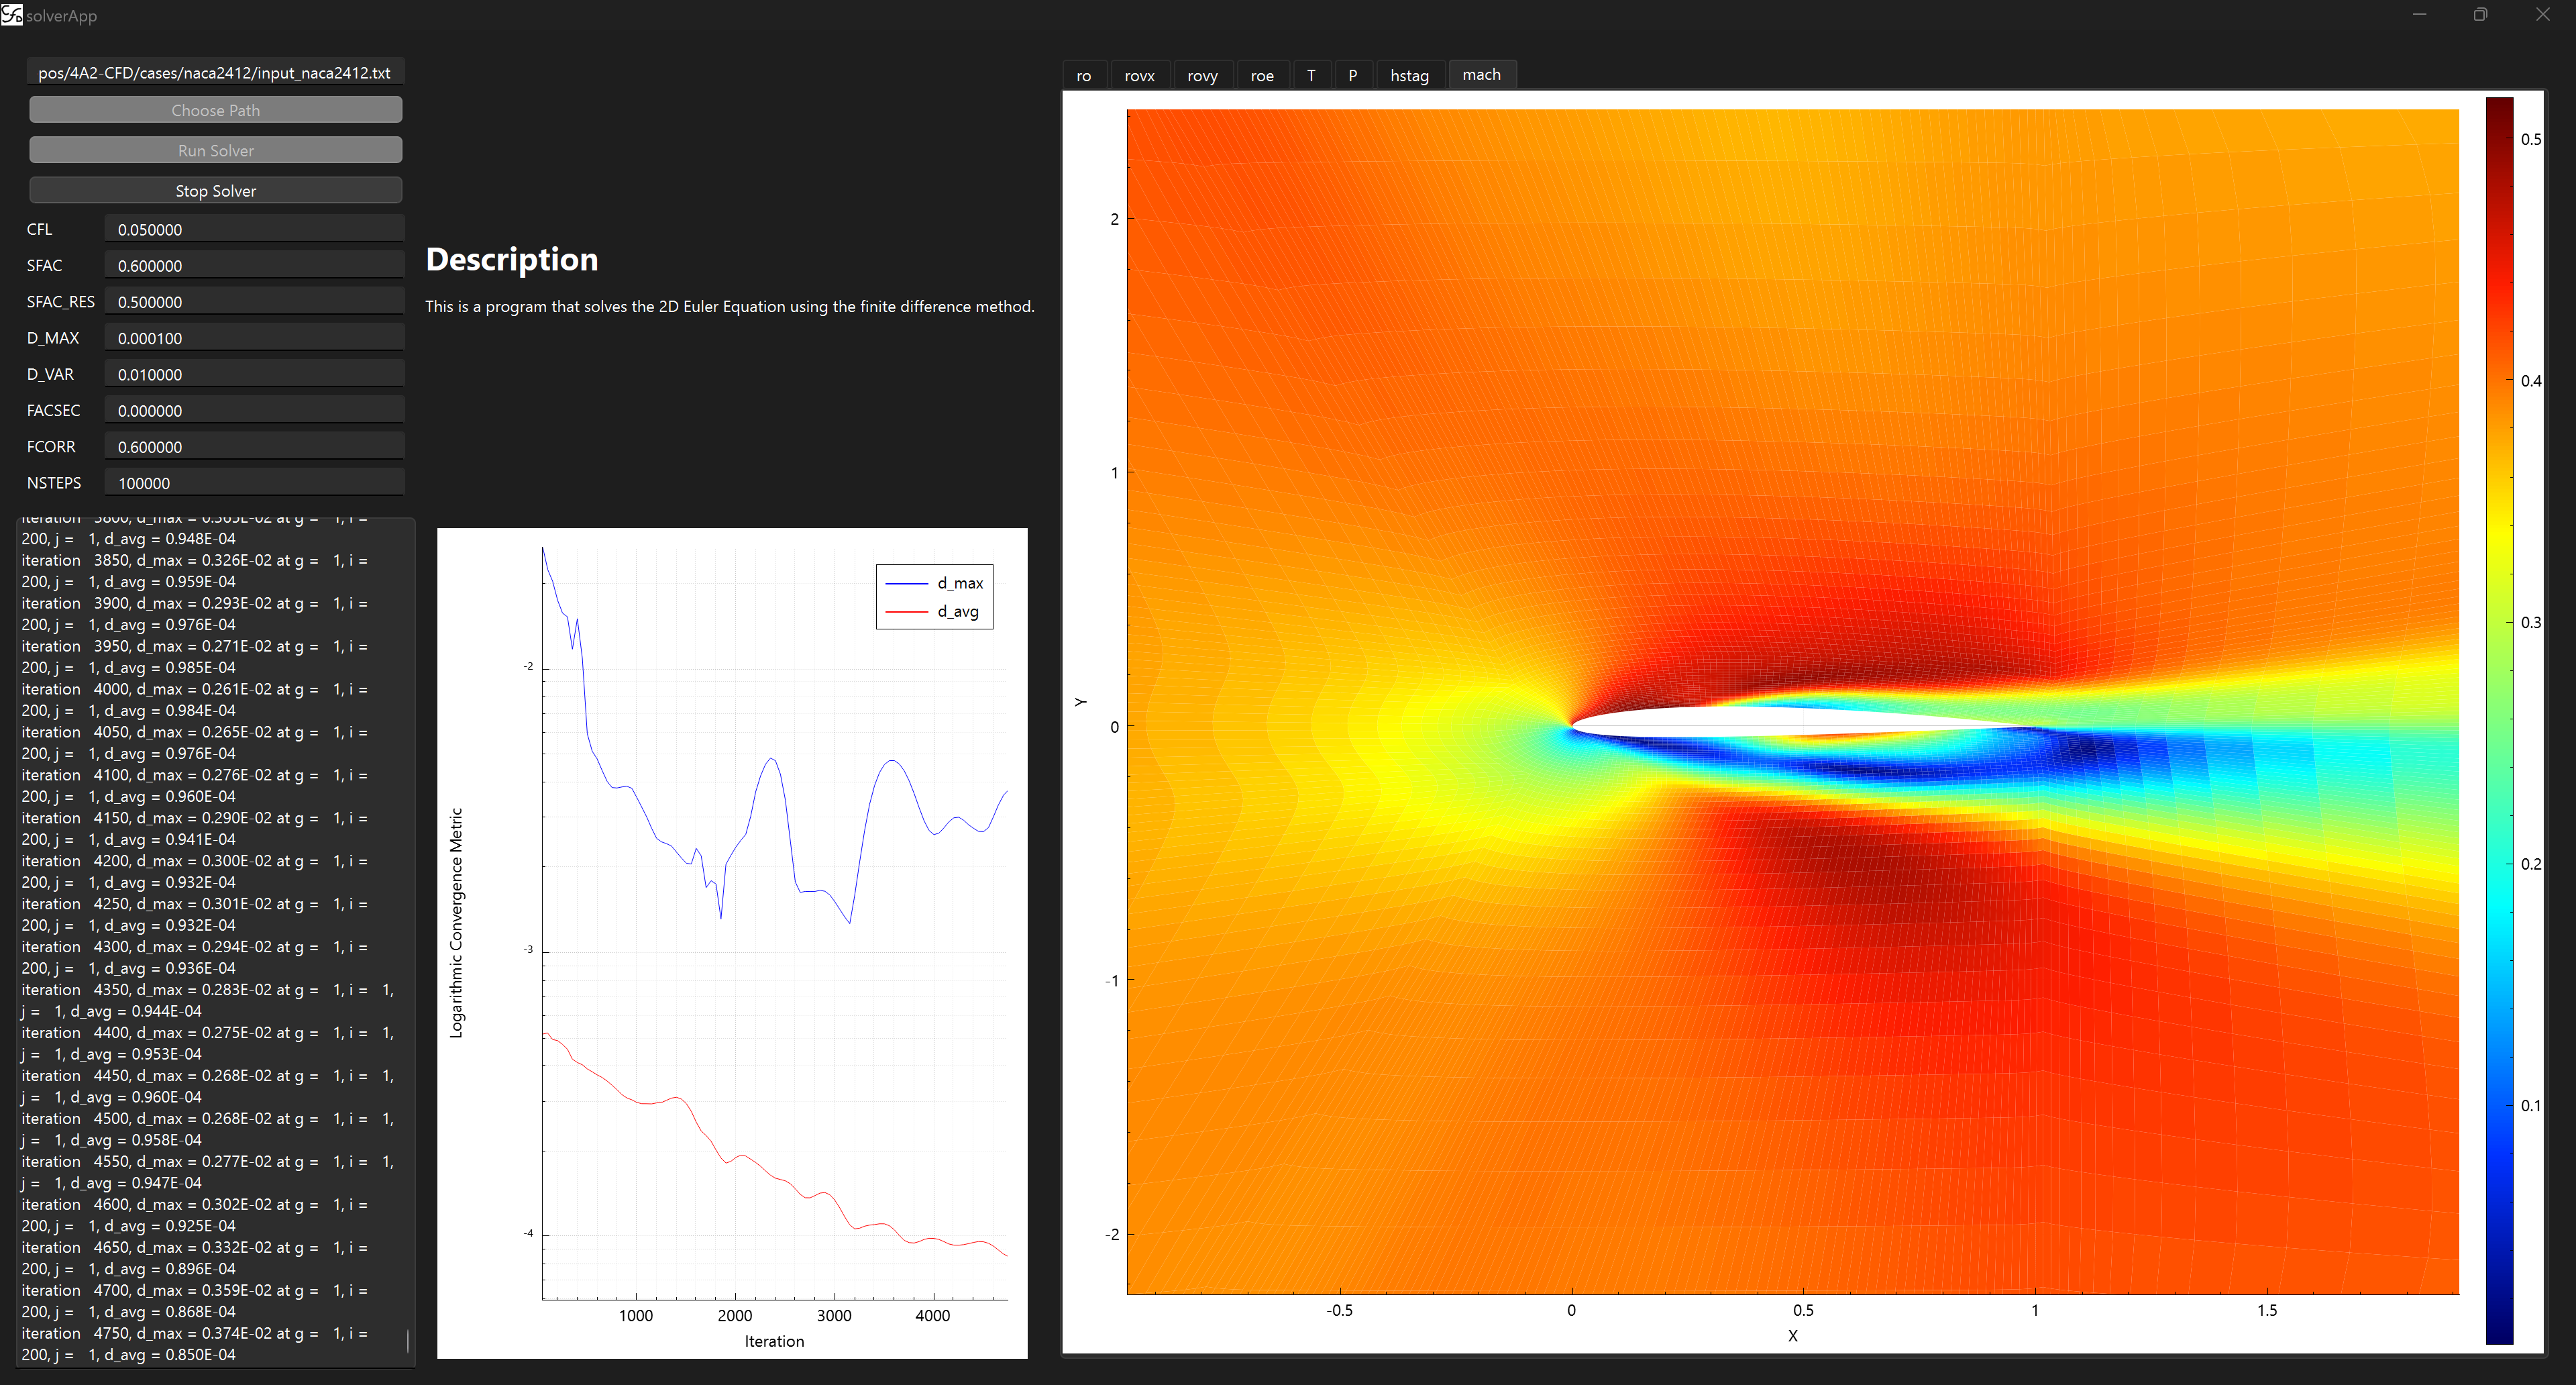 solverApp
pos/4A2-CFD/cases/naca2412/input_naca2412.txt
Choose Path
Run Solver
Stop Solver
CFL 0.050000
SFAC 0.600000
SFAC_RES 0.500000
D_MAX 0.000100
D_VAR 0.010000
FACSEC 0.000000
FCORR 0.600000
NSTEPS 100000
Description
This is a program that solves the 2D Euler Equation using the finite difference method.
iteration 3800, d_max = 0.365E-02 at g = 1, i =
200, j = 1, d_avg = 0.948E-04
iteration 3850, d_max = 0.326E-02 at g = 1, i =
200, j = 1, d_avg = 0.959E-04
iteration 3900, d_max = 0.293E-02 at g = 1, i =
200, j = 1, d_avg = 0.976E-04
iteration 3950, d_max = 0.271E-02 at g = 1, i =
200, j = 1, d_avg = 0.985E-04
iteration 4000, d_max = 0.261E-02 at g = 1, i =
200, j = 1, d_avg = 0.984E-04
iteration 4050, d_max = 0.265E-02 at g = 1, i =
200, j = 1, d_avg = 0.976E-04
iteration 4100, d_max = 0.276E-02 at g = 1, i =
200, j = 1, d_avg = 0.960E-04
iteration 4150, d_max = 0.290E-02 at g = 1, i =
200, j = 1, d_avg = 0.941E-04
iteration 4200, d_max = 0.300E-02 at g = 1, i =
200, j = 1, d_avg = 0.932E-04
iteration 4250, d_max = 0.301E-02 at g = 1, i =
200, j = 1, d_avg = 0.932E-04
iteration 4300, d_max = 0.294E-02 at g = 1, i =
200, j = 1, d_avg = 0.936E-04
iteration 4350, d_max = 0.283E-02 at g = 1, i = 1,
j = 1, d_avg = 0.944E-04
iteration 4400, d_max = 0.275E-02 at g = 1, i = 1,
j = 1, d_avg = 0.953E-04
iteration 4450, d_max = 0.268E-02 at g = 1, i = 1,
j = 1, d_avg = 0.960E-04
iteration 4500, d_max = 0.268E-02 at g = 1, i = 1,
j = 1, d_avg = 0.958E-04
iteration 4550, d_max = 0.277E-02 at g = 1, i = 1,
j = 1, d_avg = 0.947E-04
iteration 4600, d_max = 0.302E-02 at g = 1, i =
200, j = 1, d_avg = 0.925E-04
iteration 4650, d_max = 0.332E-02 at g = 1, i =
200, j = 1, d_avg = 0.896E-04
iteration 4700, d_max = 0.359E-02 at g = 1, i =
200, j = 1, d_avg = 0.868E-04
iteration 4750, d_max = 0.374E-02 at g = 1, i =
200, j = 1, d_avg = 0.850E-04
d_max
d_avg
-2
-3
-4
Logarithmic Convergence Metric
1000 2000 3000 4000
Iteration
ro rovx rovy roe T P hstag mach
2
1
0
-1
-2
Y
-0.5 0 0.5 1 1.5
X
0.5
0.4
0.3
0.2
0.1